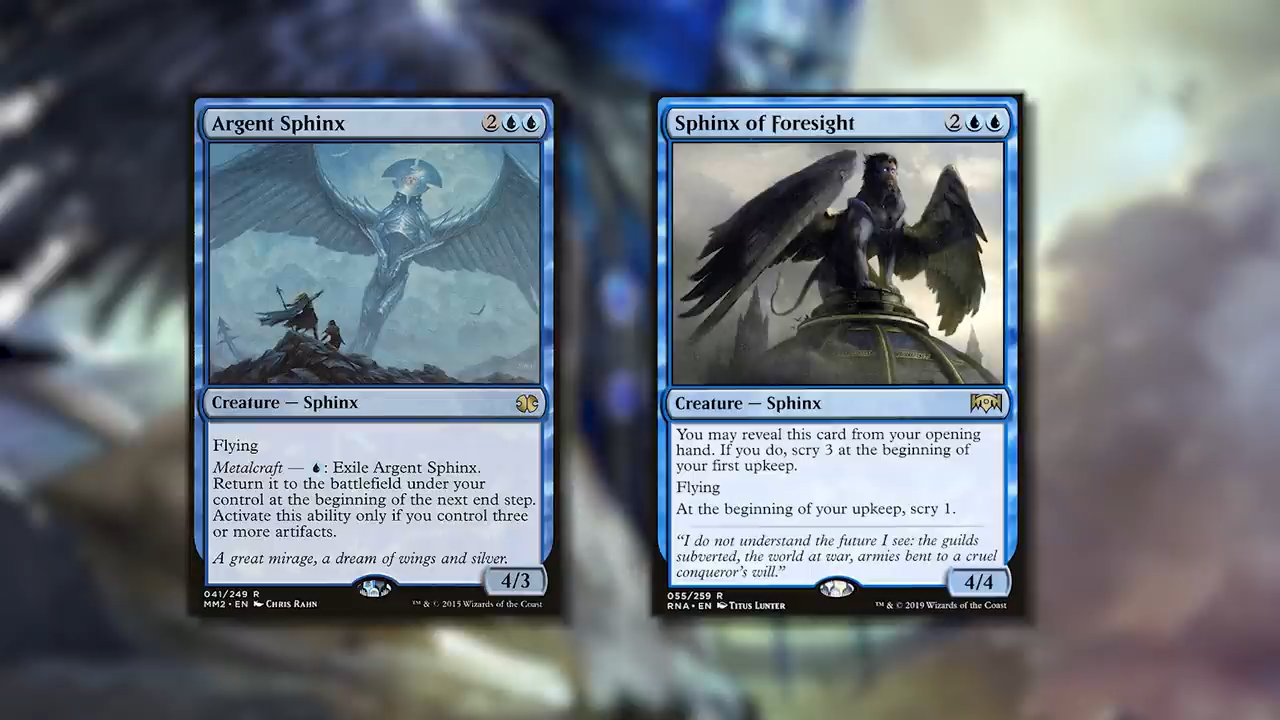 Argent Sphinx 2
Creature — Sphinx
Flying
Metalcraft — : Exile Argent Sphinx.
Return it to the battlefield under your
control at the beginning of the next end step.
Activate this ability only if you control three
or more artifacts.
A great mirage, a dream of wings and silver.
4/3
041/249 R
MM2 • EN Chris Rahn
™ & © 2015 Wizards of the Coast
Sphinx of Foresight 2
Creature — Sphinx
You may reveal this card from your opening
hand. If you do, scry 3 at the beginning of
your first upkeep.
Flying
At the beginning of your upkeep, scry 1.
“I do not understand the future I see: the guilds
subverted, the world at war, armies bent to a cruel
conqueror’s will.”
4/4
055/259 R
RNA • EN Titus Lunter
™ & © 2019 Wizards of the Coast